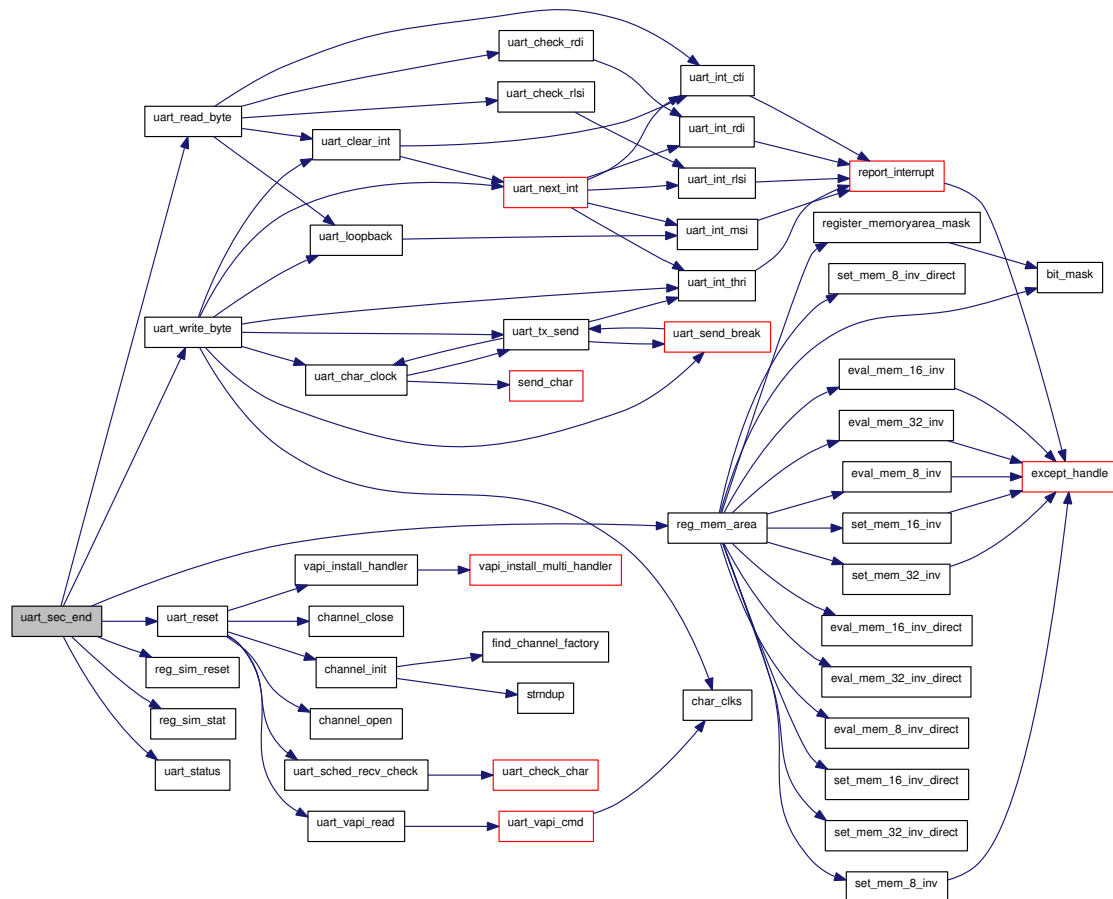 uart_check_rdi
uart_int_cti
uart_check_rlsi
uart_read_byte
uart_int_rdi
uart_clear_int
report_interrupt
uart_next_int
uart_int_rlsi
register_memoryarea_mask
uart_loopback
uart_int_msi
set_mem_8_inv_direct
bit_mask
uart_int_thri
uart_write_byte
uart_tx_send
uart_send_break
uart_char_clock
send_char
eval_mem_16_inv
eval_mem_32_inv
eval_mem_8_inv
except_handle
reg_mem_area
set_mem_16_inv
vapi_install_handler
vapi_install_multi_handler
set_mem_32_inv
uart_sec_end
uart_reset
channel_close
eval_mem_16_inv_direct
find_channel_factory
reg_sim_reset
channel_init
eval_mem_32_inv_direct
strndup
char_clks
reg_sim_stat
channel_open
eval_mem_8_inv_direct
uart_status
uart_sched_recv_check
uart_check_char
set_mem_16_inv_direct
uart_vapi_read
uart_vapi_cmd
set_mem_32_inv_direct
set_mem_8_inv